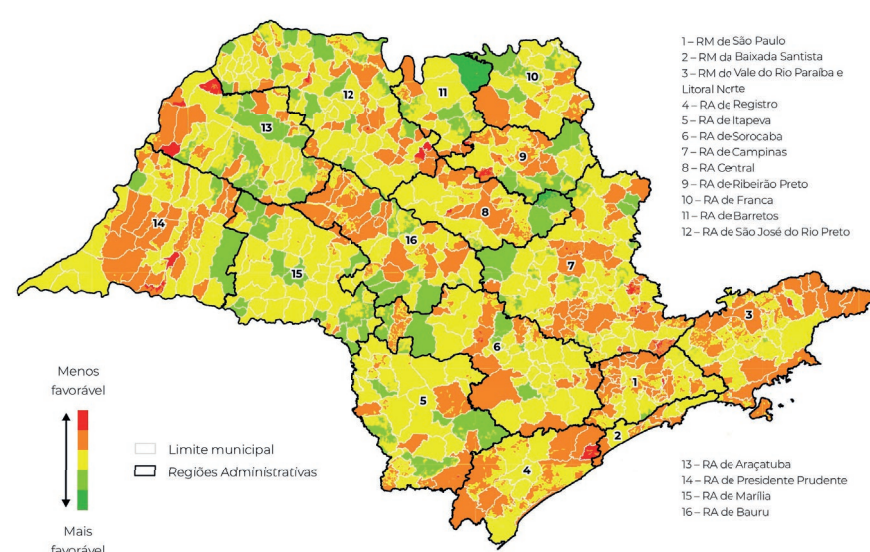 1 – RM de São Paulo
2 – RM da Baixada Santista
3 – RM do Vale do Rio Paraíba e
Litoral Norte
4 – RA de Registro
5 – RA de Itapeva
6 – RA de Sorocaba
7 – RA de Campinas
8 – RA Central
9 – RA de Ribeirão Preto
10 – RA de Franca
11 – RA de Barretos
12 – RA de São José do Rio Preto
10
11
12
13
9
14
8
16
15
7
3
6
1
5
2
4
Menos
favorável
Limite municipal
Regiões Administrativas
Mais
favorável
13 – RA de Araçatuba
14 – RA de Presidente Prudente
15 – RA de Marília
16 – RA de Bauru